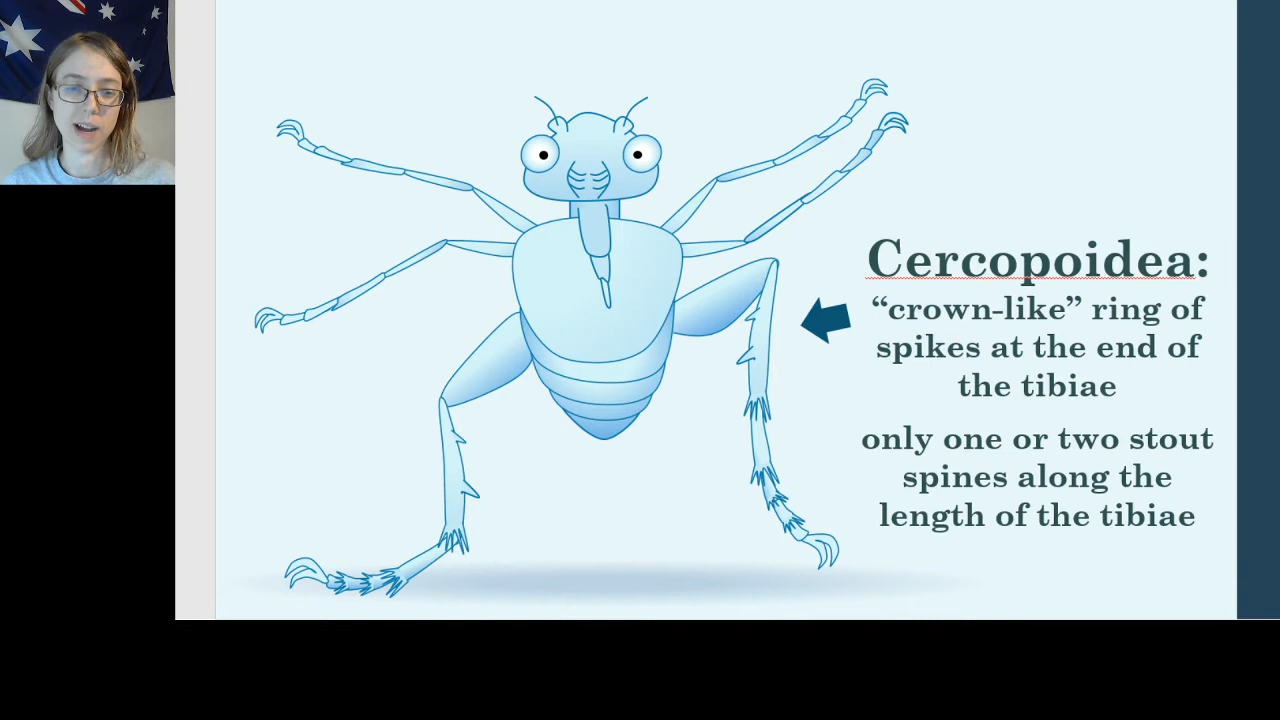 Cercopoidea:
“crown-like” ring of
spikes at the end of
the tibiae
only one or two stout
spines along the
length of the tibiae